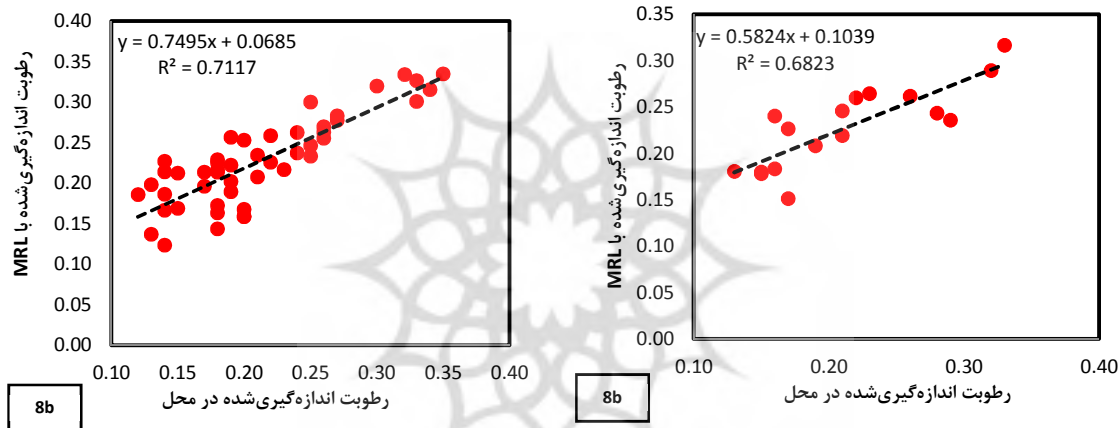 0.40
0.35
0.30
0.25
0.20
0.15
0.10
0.05
0.00
y = 0.7495x + 0.0685
R² = 0.7117
رطوبت اندازه‌گیری‌شده با MRL
0.10 0.15 0.20 0.25 0.30 0.35 0.40
رطوبت اندازه‌گیری‌شده در محل
8b
0.35
0.30
0.25
0.20
0.15
0.10
0.05
0.00
y = 0.5824x + 0.1039
R² = 0.6823
رطوبت اندازه‌گیری‌شده با MRL
0.10 0.20 0.30 0.40
رطوبت اندازه‌گیری‌شده در محل
8b